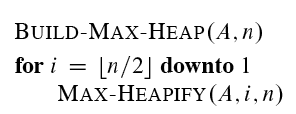 BUILD-MAX-HEAP(A, n)
for i = ⌊n/2⌋ downto 1
MAX-HEAPIFY(A, i, n)